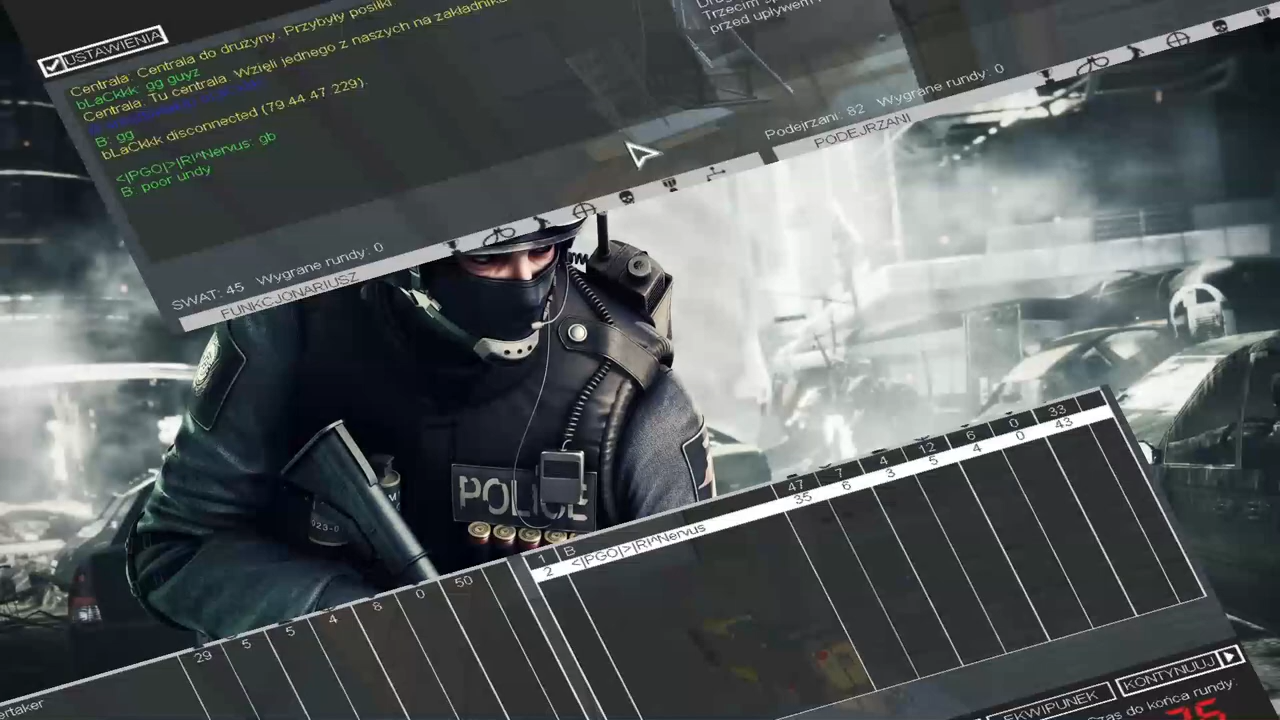 USTAWIENIA
Centrala: Centrala do drużyny. Przybyły posiłki
bLaCkkk: gg guyz
Centrala: Tu centrala. Wzięli jednego z naszych na zakładnika
B: gg
bLaCkkk disconnected (79.44.47.229).
<|PGO|>|R|^Nervus: gb
B: poor undy
Trzecim
przed upływem
SWAT: 45 Wygrane rundy: 0
FUNKCJONARIUSZ
Podejrzani: 82 Wygrane rundy: 0
PODEJRZANI
POLICE
023-0
1 B 47 7 4 12 6 0 33
2 <|PGO|>|R|^Nervus 35 6 3 5 4 0 43
ertaker 29 5 5 4 8 0 50
EKWIPUNEK
KONTYNUUJ
Czas do końca rundy: